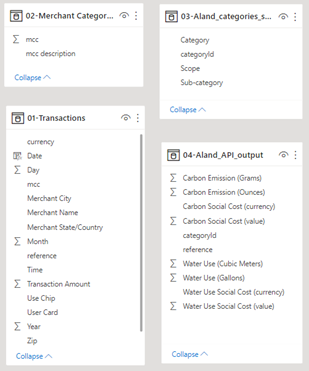 02-Merchant Categor...
mcc
mcc description
Collapse
03-Aland_categories_s...
Category
categoryId
Scope
Sub-category
Collapse
01-Transactions
currency
Date
Day
mcc
Merchant City
Merchant Name
Merchant State/Country
Month
reference
Time
Transaction Amount
Use Chip
User Card
Year
Zip
Collapse
04-Aland_API_output
Carbon Emission (Grams)
Carbon Emission (Ounces)
Carbon Social Cost (currency)
Carbon Social Cost (value)
categoryId
reference
Water Use (Cubic Meters)
Water Use (Gallons)
Water Use Social Cost (currency)
Water Use Social Cost (value)
Collapse